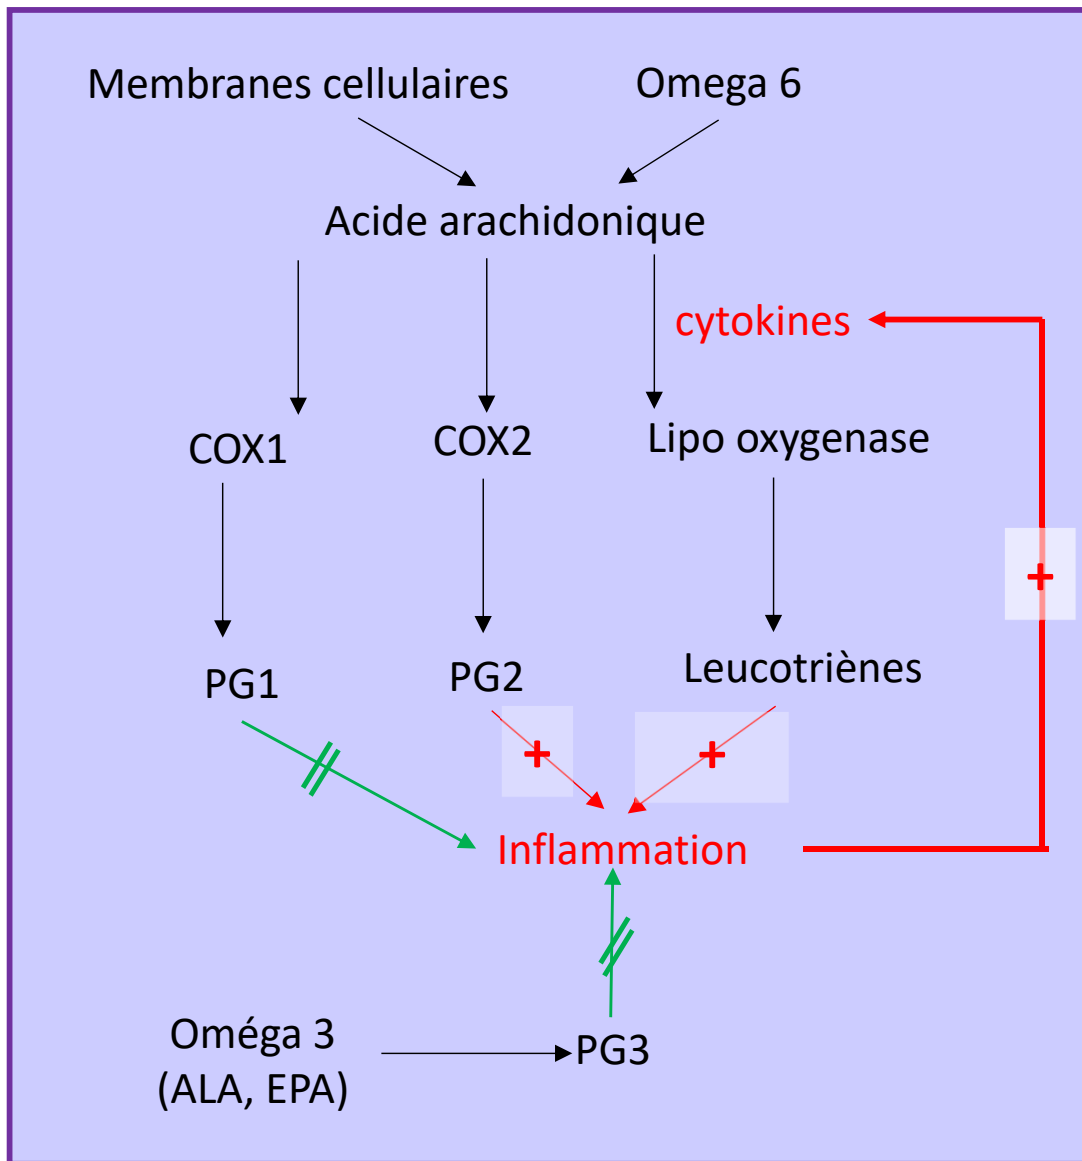 Membranes cellulaires
Omega 6
Acide arachidonique
cytokines
COX1
COX2
Lipo oxygenase
+
PG1
PG2
Leucotriènes
+
+
Inflammation
Oméga 3
(ALA, EPA)
PG3